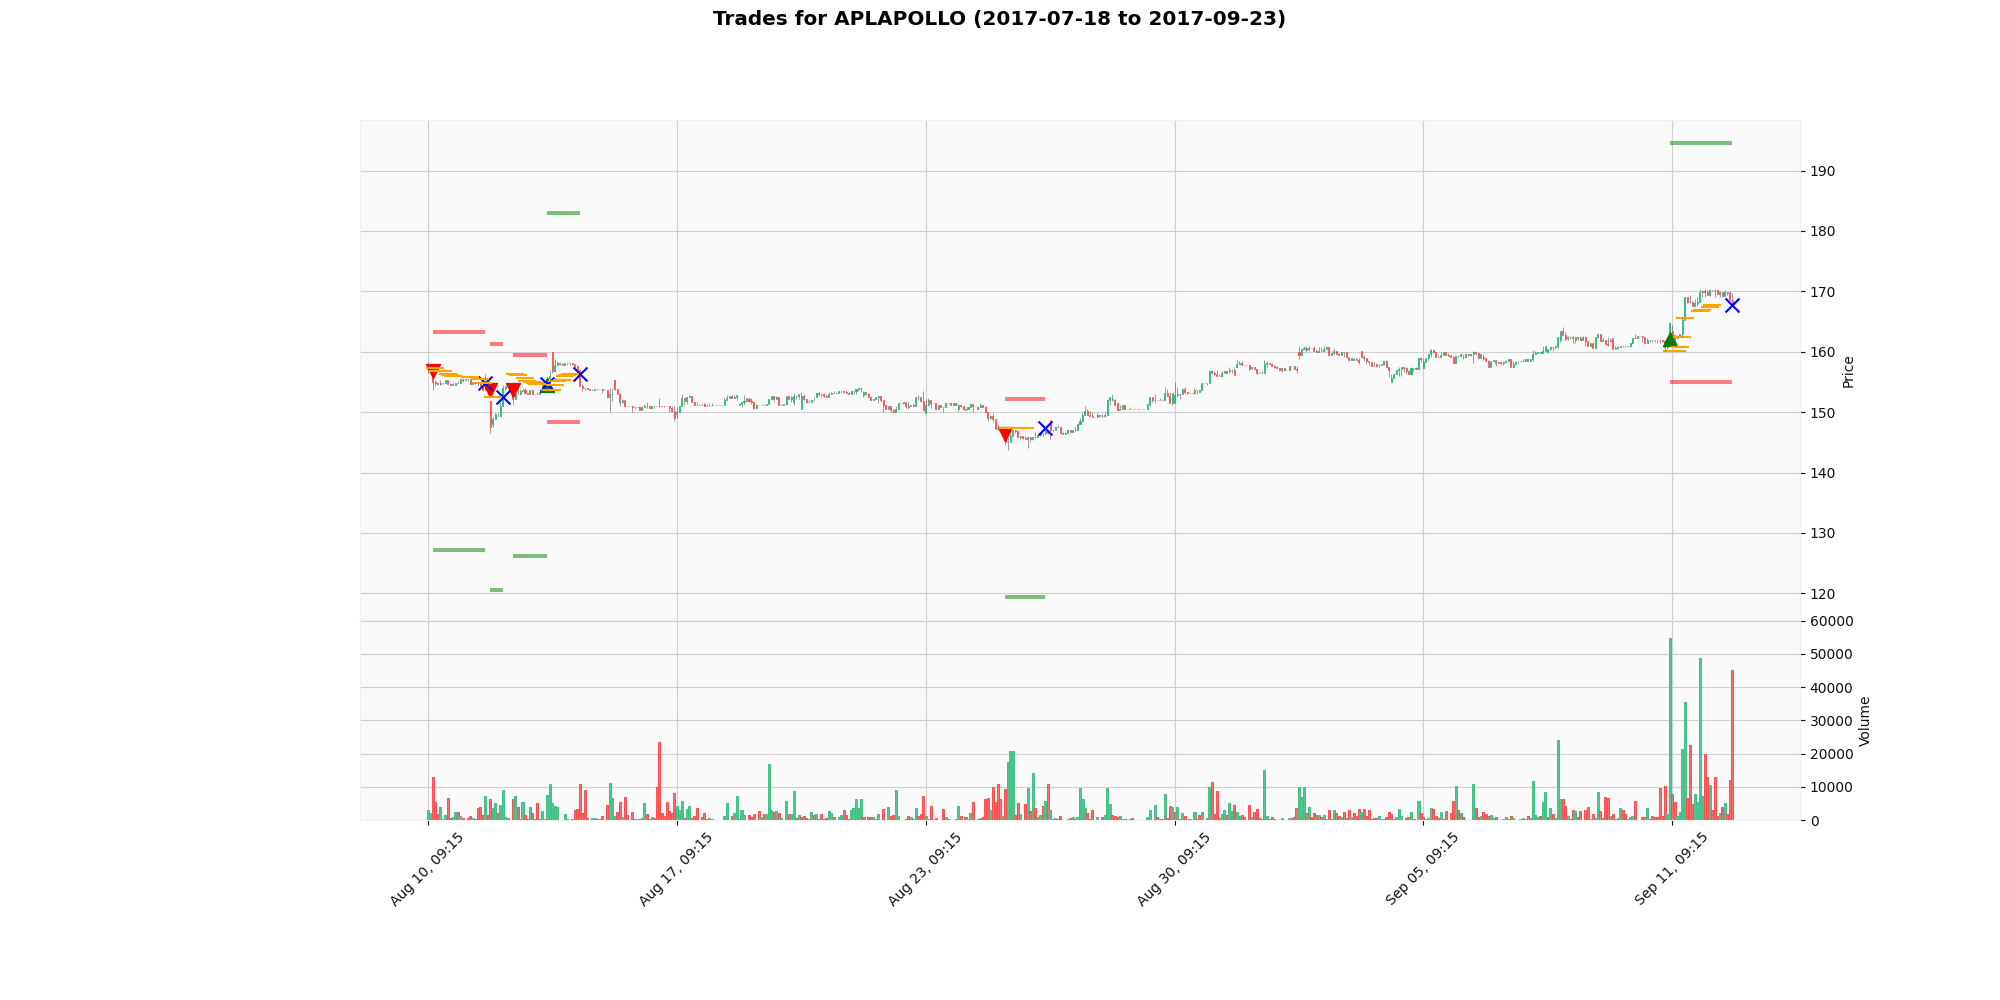 Trades for APLAPOLLO (2017-07-18 to 2017-09-23)
190
180
170
160
150
140
130
120
Price
60000
50000
40000
30000
20000
10000
0
Volume
Aug 10, 09:15
Aug 17, 09:15
Aug 23, 09:15
Aug 30, 09:15
Sep 05, 09:15
Sep 11, 09:15